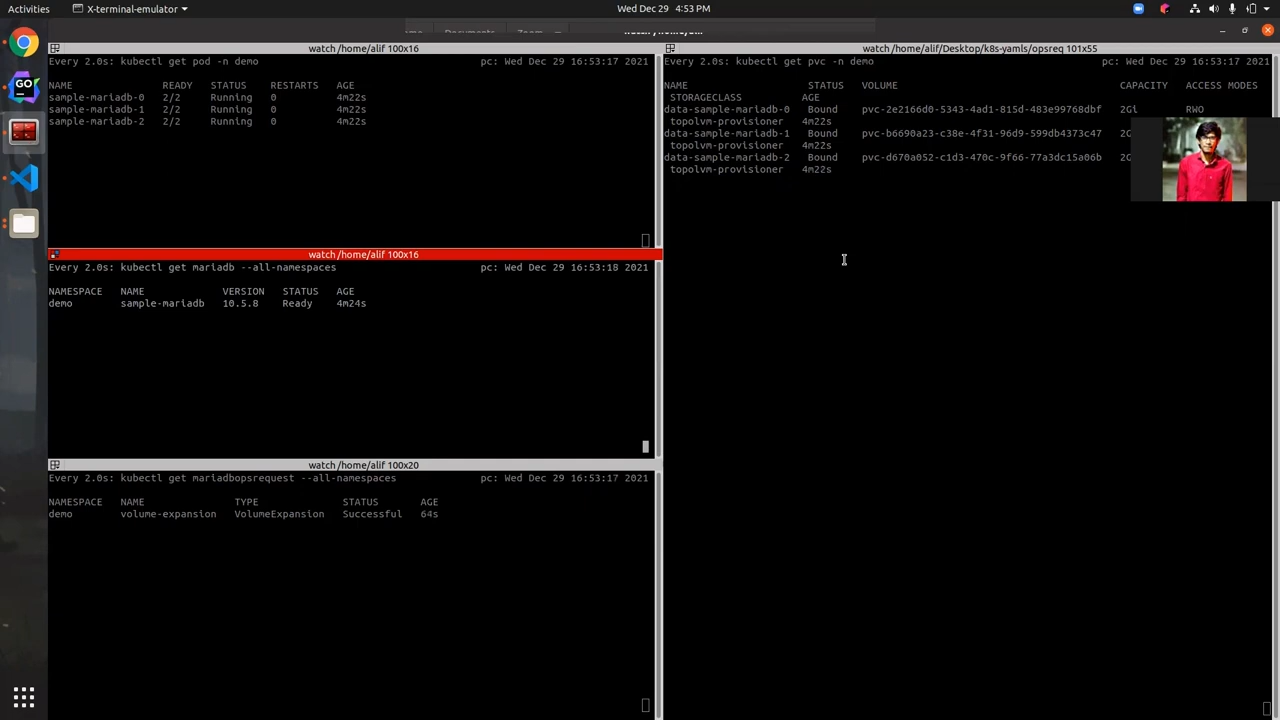 Activities
X-terminal-emulator
Wed Dec 29 4:53 PM
GO
watch /home/alif 100x16
Every 2.0s: kubectl get pod -n demo pc: Wed Dec 29 16:53:17 2021
NAME READY STATUS RESTARTS AGE
sample-mariadb-0 2/2 Running 0 4m22s
sample-mariadb-1 2/2 Running 0 4m22s
sample-mariadb-2 2/2 Running 0 4m22s
watch /home/alif 100x16
Every 2.0s: kubectl get mariadb --all-namespaces pc: Wed Dec 29 16:53:18 2021
NAMESPACE NAME VERSION STATUS AGE
demo sample-mariadb 10.5.8 Ready 4m24s
watch /home/alif 100x20
Every 2.0s: kubectl get mariadbopsrequest --all-namespaces pc: Wed Dec 29 16:53:17 2021
NAMESPACE NAME TYPE STATUS AGE
demo volume-expansion VolumeExpansion Successful 64s
watch /home/alif/Desktop/k8s-yamls/opsreq 101x55
Every 2.0s: kubectl get pvc -n demo pc: Wed Dec 29 16:53:17 2021
NAME STATUS VOLUME CAPACITY ACCESS MODES
STORAGECLASS AGE
data-sample-mariadb-0 Bound pvc-2e2166d0-5343-4ad1-815d-483e99768dbf 2Gi RWO
topolvm-provisioner 4m22s
data-sample-mariadb-1 Bound pvc-b6690a23-c38e-4f31-96d9-599db4373c47 2G
topolvm-provisioner 4m22s
data-sample-mariadb-2 Bound pvc-d670a052-c1d3-470c-9f66-77a3dc15a06b 2G
topolvm-provisioner 4m22s